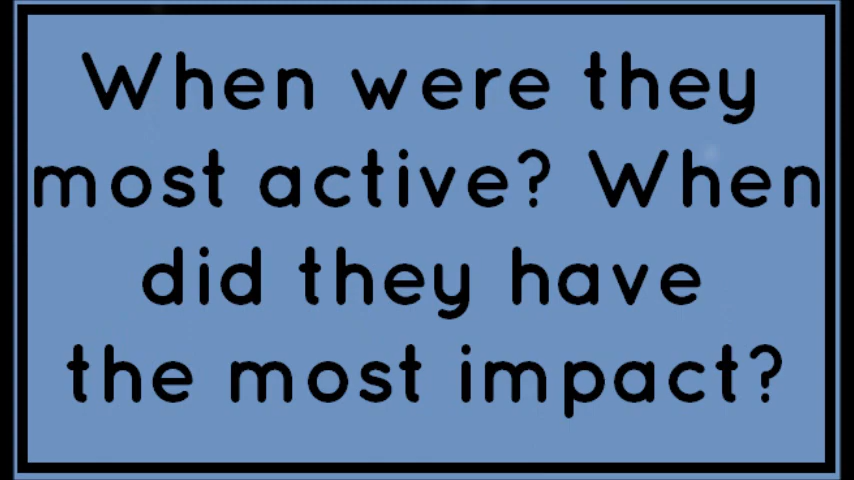 When were they
most active? When
did they have
the most impact?